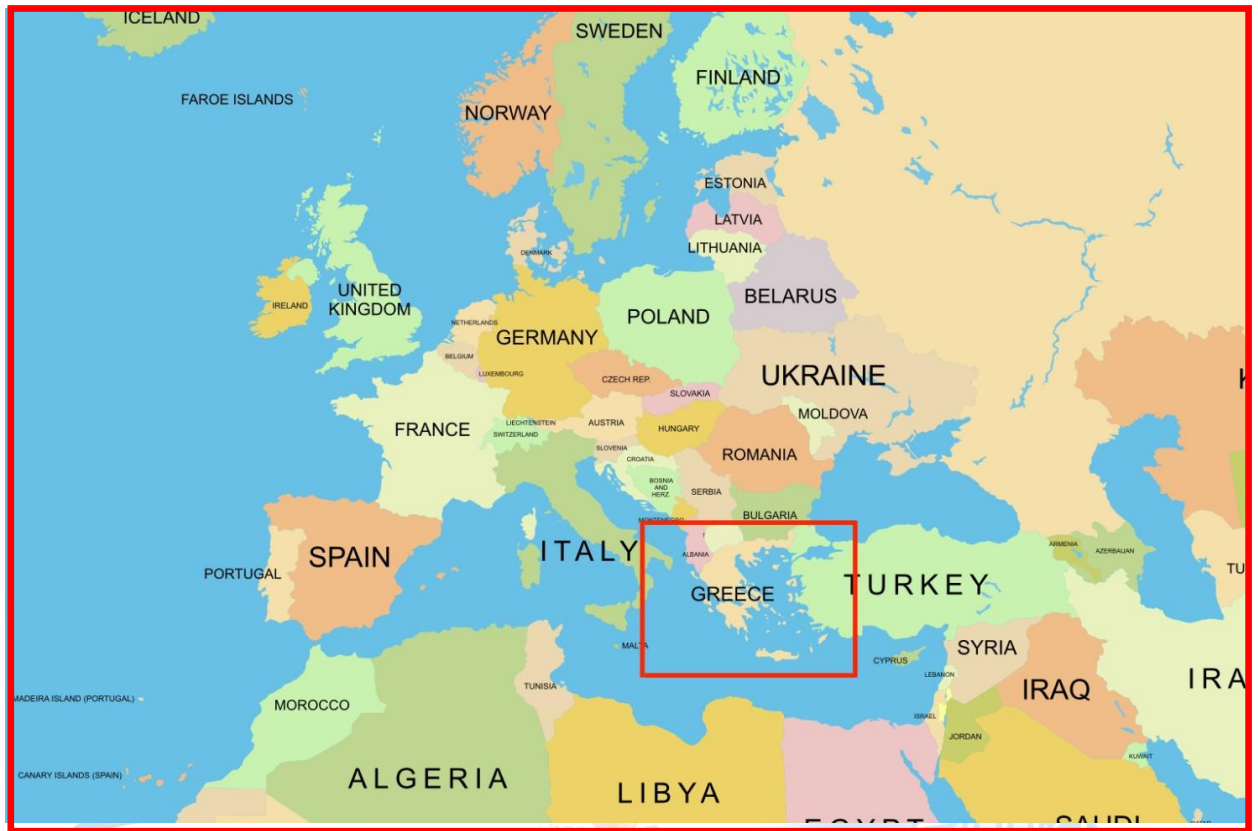 ICELAND
SWEDEN
FINLAND
FAROE ISLANDS
NORWAY
ESTONIA
LATVIA
LITHUANIA
DENMARK
UNITED
KINGDOM
IRELAND
BELARUS
POLAND
NETHERLANDS
GERMANY
BELGIUM
LUXEMBOURG
CZECH REP.
UKRAINE
SLOVAKIA
MOLDOVA
FRANCE
LIECHTENSTEIN
SWITZERLAND
AUSTRIA
HUNGARY
SLOVENIA
CROATIA
ROMANIA
BOSNIA
AND
HERZ.
SERBIA
MONTENEGRO
BULGARIA
ITALY
ALBANIA
ARMENIA
AZERBAIJAN
SPAIN
PORTUGAL
GREECE
TURKEY
TU
MALTA
CYPRUS
SYRIA
LEBANON
IRAQ
IRA
TUNISIA
MADEIRA ISLAND (PORTUGAL)
MOROCCO
ISRAEL
JORDAN
KUWAIT
CANARY ISLANDS (SPAIN)
ALGERIA
LIBYA
EGYPT
SAUDI